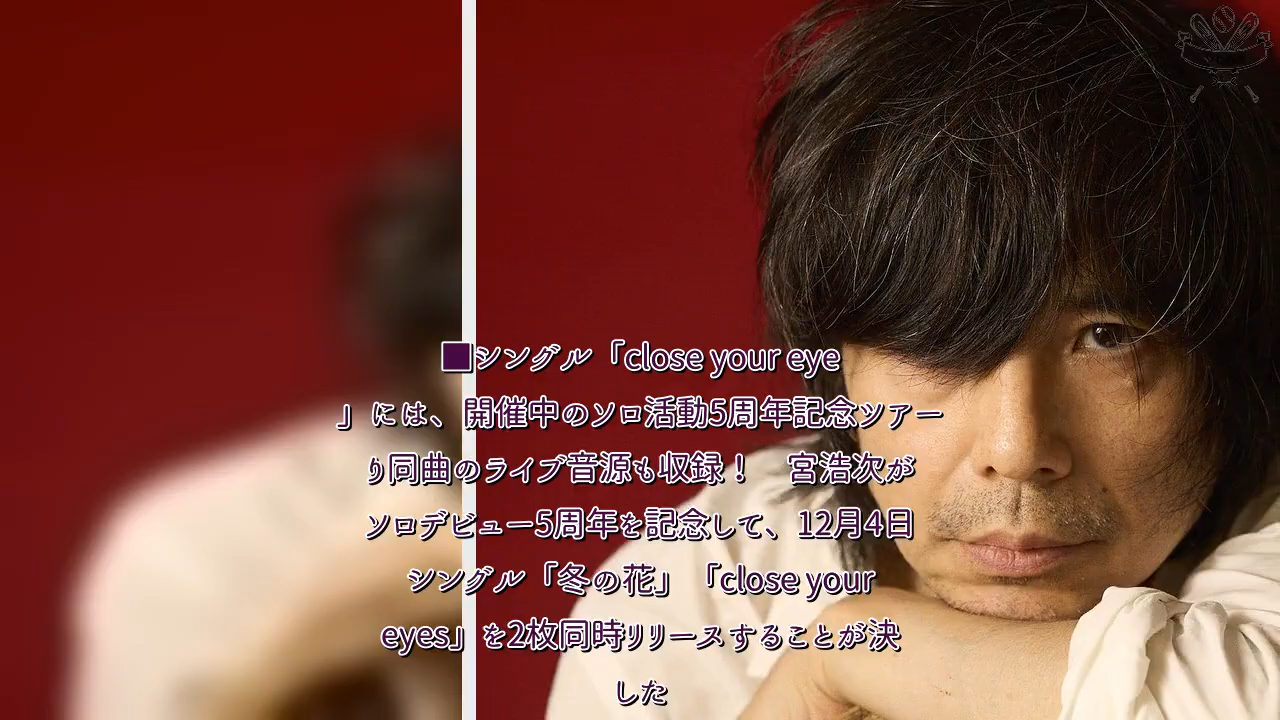 ■シングル「close your eye
」には、開催中のソロ活動5周年記念ツアー
り同曲のライブ音源も収録！　宮浩次が
ソロデビュー5周年を記念して、12月4日
シングル「冬の花」「close your
eyes」を2枚同時リリースすることが決
した